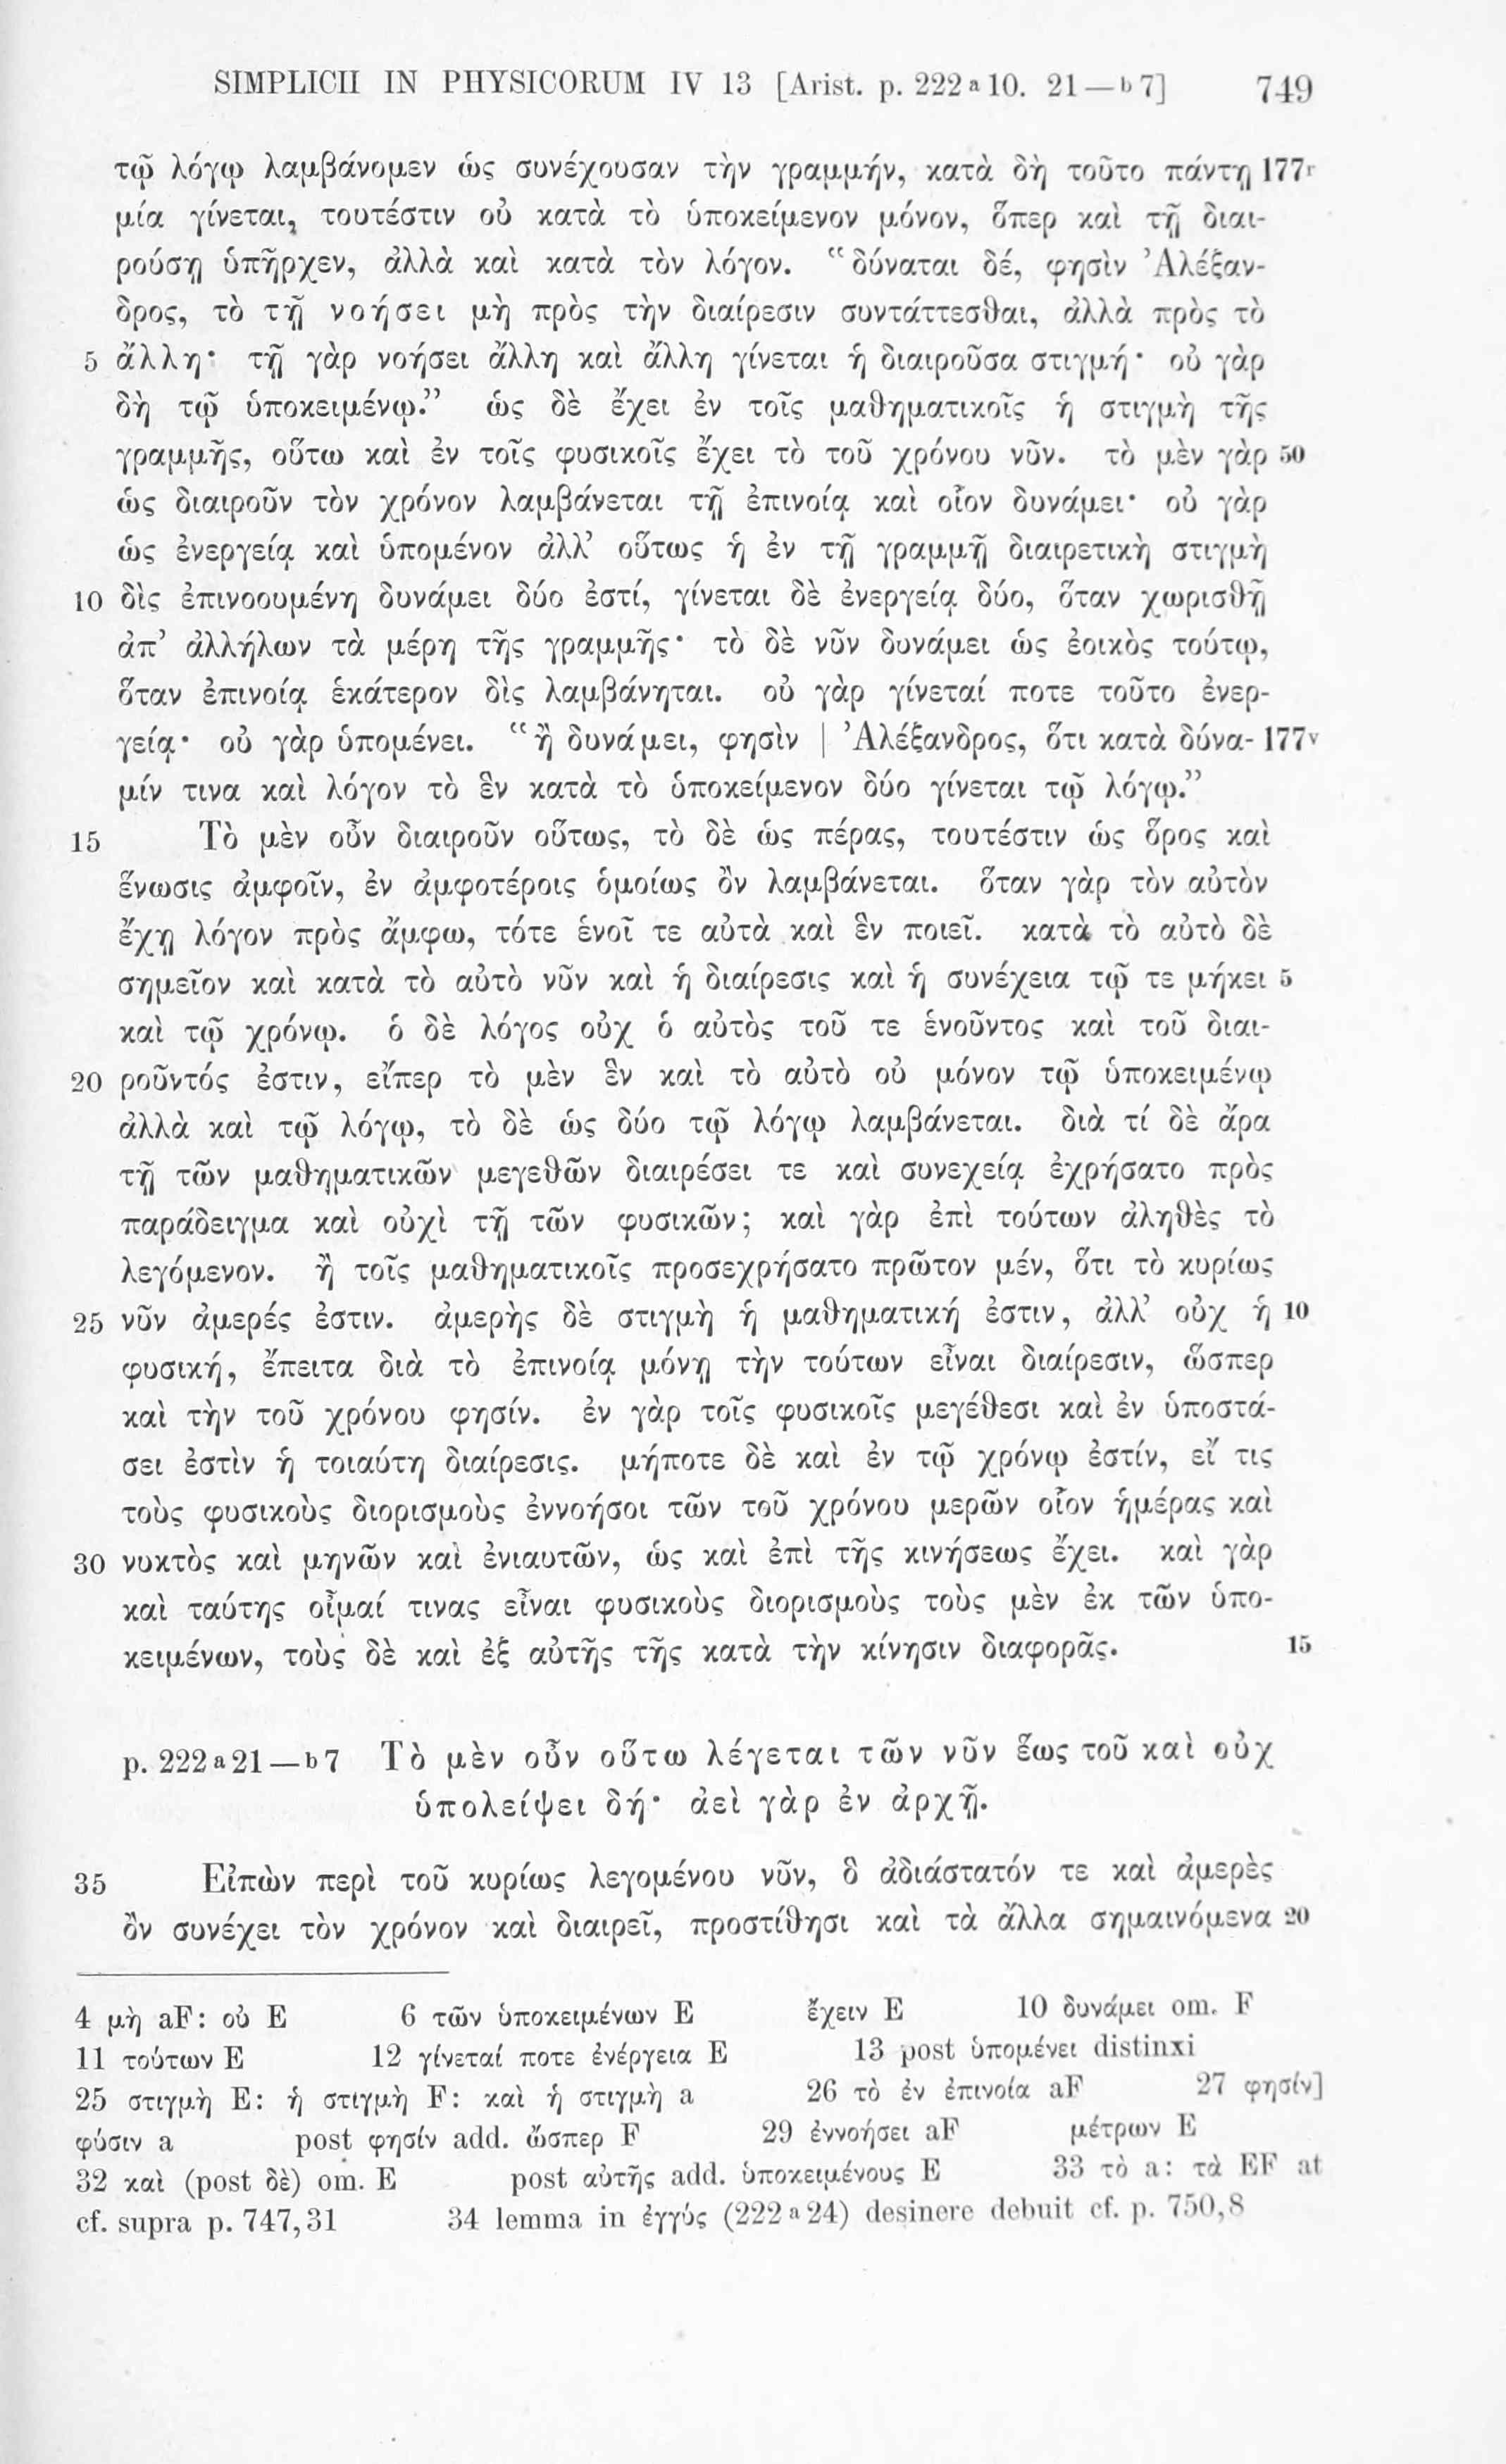 SIMPLICII IN PHYSICORUM IV 13 [Arist. p. 222 a 10. 21 — b 7] 749
τῷ λόγῳ λαμβάνομεν ὡς συνέχουσαν τὴν γραμμήν, κατὰ δὴ τοῦτο πάντῃ 177r
μία γίνεται, τουτέστιν οὐ κατὰ τὸ ὑποκείμενον μόνον, ὅπερ καὶ τῇ διαι-
ρούσῃ ὑπῆρχεν, ἀλλὰ καὶ κατὰ τὸν λόγον. “δύναται δέ, φησὶν Ἀλέξαν-
δρος, τὸ τῇ νοήσει μὴ πρὸς τὴν διαίρεσιν συντάττεσθαι, ἀλλὰ πρὸς τὸ
5 ἄλλη· τῇ γὰρ νοήσει ἄλλη καὶ ἄλλη γίνεται ἡ διαιροῦσα στιγμή· οὐ γὰρ
δὴ τῷ ὑποκειμένῳ.” ὡς δὲ ἔχει ἐν τοῖς μαθηματικοῖς ἡ στιγμὴ τῆς
γραμμῆς, οὕτω καὶ ἐν τοῖς φυσικοῖς ἔχει τὸ τοῦ χρόνου νῦν. τὸ μὲν γὰρ 50
ὡς διαιροῦν τὸν χρόνον λαμβάνεται τῇ ἐπινοίᾳ καὶ οἷον δυνάμει· οὐ γὰρ
ὡς ἐνεργείᾳ καὶ ὑπομένον ἀλλ’ οὕτως ἡ ἐν τῇ γραμμῇ διαιρετικὴ στιγμὴ
10 δὶς ἐπινοουμένη δυνάμει δύο ἐστί, γίνεται δὲ ἐνεργείᾳ δύο, ὅταν χωρισθῇ
ἀπ’ ἀλλήλων τὰ μέρη τῆς γραμμῆς· τὸ δὲ νῦν δυνάμει ὡς ἐοικὸς τούτῳ,
ὅταν ἐπινοίᾳ ἑκάτερον δὶς λαμβάνηται. οὐ γὰρ γίνεταί ποτε τοῦτο ἐνερ-
γείᾳ· οὐ γὰρ ὑπομένει. “ἢ δυνάμει, φησὶν | Ἀλέξανδρος, ὅτι κατὰ δύνα- 177v
μίν τινα καὶ λόγον τὸ ἓν κατὰ τὸ ὑποκείμενον δύο γίνεται τῷ λόγῳ.”
15 Τὸ μὲν οὖν διαιροῦν οὕτως, τὸ δὲ ὡς πέρας, τουτέστιν ὡς ὅρος καὶ
ἕνωσις ἀμφοῖν, ἐν ἀμφοτέροις ὁμοίως ὂν λαμβάνεται. ὅταν γὰρ τὸν αὐτὸν
ἔχῃ λόγον πρὸς ἄμφω, τότε ἑνοῖ τε αὐτὰ καὶ ἓν ποιεῖ. κατὰ τὸ αὐτὸ δὲ
σημεῖον καὶ κατὰ τὸ αὐτὸ νῦν καὶ ἡ διαίρεσις καὶ ἡ συνέχεια τῷ τε μήκει 5
καὶ τῷ χρόνῳ. ὁ δὲ λόγος οὐχ ὁ αὐτὸς τοῦ τε ἑνοῦντος καὶ τοῦ διαι-
20 ροῦντός ἐστιν, εἴπερ τὸ μὲν ἓν καὶ τὸ αὐτὸ οὐ μόνον τῷ ὑποκειμένῳ
ἀλλὰ καὶ τῷ λόγῳ, τὸ δὲ ὡς δύο τῷ λόγῳ λαμβάνεται. διὰ τί δὲ ἄρα
τῇ τῶν μαθηματικῶν μεγεθῶν διαιρέσει τε καὶ συνεχείᾳ ἐχρήσατο πρὸς
παράδειγμα καὶ οὐχὶ τῇ τῶν φυσικῶν; καὶ γὰρ ἐπὶ τούτων ἀληθὲς τὸ
λεγόμενον. ἢ τοῖς μαθηματικοῖς προσεχρήσατο πρῶτον μέν, ὅτι τὸ κυρίως
25 νῦν ἀμερές ἐστιν. ἀμερὴς δὲ στιγμὴ ἡ μαθηματική ἐστιν, ἀλλ’ οὐχ ἡ 10
φυσική, ἔπειτα διὰ τὸ ἐπινοίᾳ μόνῃ τὴν τούτων εἶναι διαίρεσιν, ὥσπερ
καὶ τὴν τοῦ χρόνου φησίν. ἐν γὰρ τοῖς φυσικοῖς μεγέθεσι καὶ ἐν ὑποστά-
σει ἐστὶν ἡ τοιαύτη διαίρεσις. μήποτε δὲ καὶ ἐν τῷ χρόνῳ ἐστίν, εἴ τις
τοὺς φυσικοὺς διορισμοὺς ἐννοήσοι τῶν τοῦ χρόνου μερῶν οἷον ἡμέρας καὶ
30 νυκτὸς καὶ μηνῶν καὶ ἐνιαυτῶν, ὡς καὶ ἐπὶ τῆς κινήσεως ἔχει. καὶ γὰρ
καὶ ταύτης οἶμαί τινας εἶναι φυσικοὺς διορισμοὺς τοὺς μὲν ἐκ τῶν ὑπο-
κειμένων, τοὺς δὲ καὶ ἐξ αὐτῆς τῆς κατὰ τὴν κίνησιν διαφορᾶς. 15
p. 222 a 21 — b 7 Τὸ μὲν οὖν οὕτω λέγεται τῶν νῦν ἕως τοῦ καὶ οὐχ
ὑπολείψει δή· ἀεὶ γὰρ ἐν ἀρχῇ.
35 Εἰπὼν περὶ τοῦ κυρίως λεγομένου νῦν, ὃ ἀδιάστατόν τε καὶ ἀμερὲς
ὂν συνέχει τὸν χρόνον καὶ διαιρεῖ, προστίθησι καὶ τὰ ἄλλα σημαινόμενα 20
4 μὴ aF: οὐ E 6 τῶν ὑποκειμένων E ἔχειν E 10 δυνάμει om. F
11 τούτων E 12 γίνεταί ποτε ἐνέργεια E 13 post ὑπομένει distinxi
25 στιγμὴ E: ἡ στιγμὴ F: καὶ ἡ στιγμὴ a 26 τὸ ἐν ἐπινοία aF 27 φησίν]
φύσιν a post φησίν add. ὥσπερ F 29 ἐννοήσει aF μέτρων E
32 καὶ (post δὲ) om. E post αὐτῆς add. ὑποκειμένους E 33 τὸ a: τὰ EF at
cf. supra p. 747,31 34 lemma in ἐγγύς (222 a 24) desinere debuit cf. p. 750,8